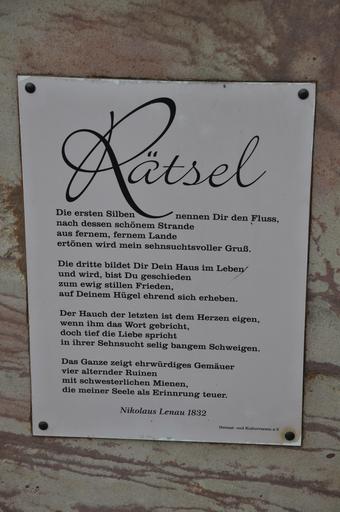 Rätsel
Die ersten Silben nennen Dir den Fluss,
nach dessen schönem Strande
aus fernem, fernem Lande
ertönen wird mein sehnsuchtsvoller Gruß.
Die dritte bildet Dir Dein Haus im Leben
und wird, bist Du geschieden
zum ewig stillen Frieden,
auf Deinem Hügel ehrend sich erheben.
Der Hauch der letzten ist dem Herzen eigen,
wenn ihm das Wort gebricht,
doch tief die Liebe spricht
in ihrer Sehnsucht selig bangem Schweigen.
Das Ganze zeigt ehrwürdiges Gemäuer
vier alternder Ruinen
mit schwesterlichen Mienen,
die meiner Seele als Erinnrung teuer.
Nikolaus Lenau 1832
Heimat- und Kulturverein e.V.